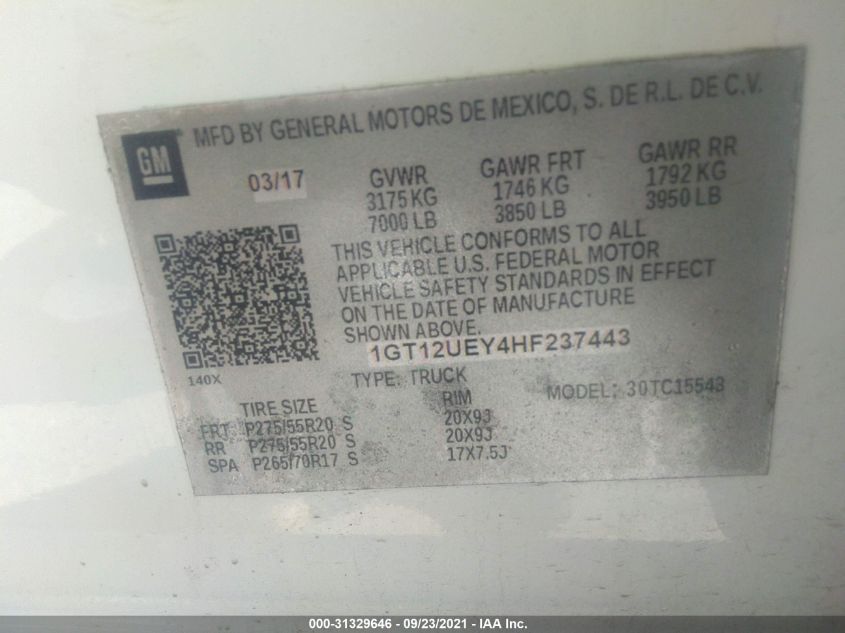 MFD BY GENERAL MOTORS DE MEXICO, S. DE R.L. DE C.V.
GM
03/17
GVWR GAWR FRT GAWR RR
3175 KG 1746 KG 1792 KG
7000 LB 3850 LB 3950 LB
THIS VEHICLE CONFORMS TO ALL
APPLICABLE U.S. FEDERAL MOTOR
VEHICLE SAFETY STANDARDS IN EFFECT
ON THE DATE OF MANUFACTURE
SHOWN ABOVE.
1GT12UEY4HF237443
140X
TYPE: TRUCK MODEL: 30TC15543
TIRE SIZE RIM
FRT P275/55R20 S 20X9J
RR P275/55R20 S 20X9J
SPA P265/70R17 S 17X7.5J
000-31329646 - 09/23/2021 - IAA Inc.